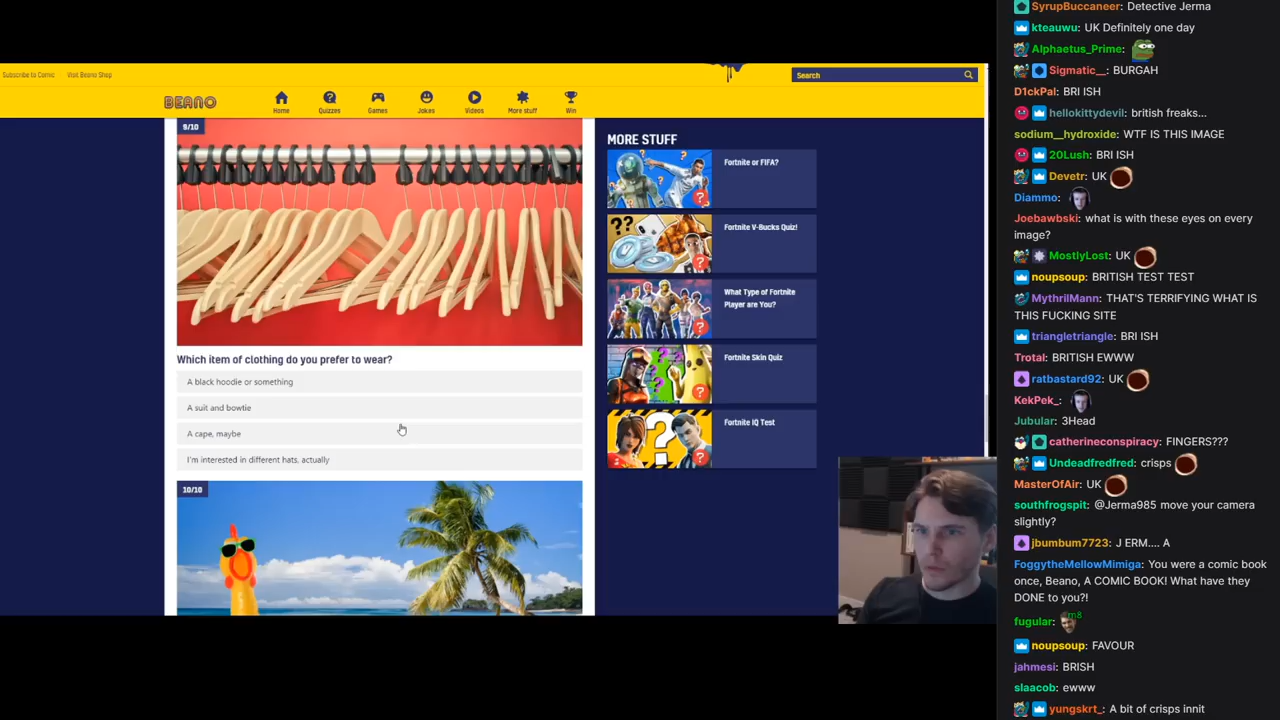 Subscribe to Comic
Visit Beano Shop
Search
BEANO
Home
Quizzes
Games
Jokes
Videos
More stuff
Win
9/10
Which item of clothing do you prefer to wear?
A black hoodie or something
A suit and bowtie
A cape, maybe
I'm interested in different hats, actually
10/10
MORE STUFF
Fortnite or FIFA?
Fortnite V-Bucks Quiz!
What Type of Fortnite
Player are You?
Fortnite Skin Quiz
Fortnite IQ Test
SyrupBuccaneer: Detective Jerma
kteauwu: UK Definitely one day
Alphaetus_Prime:
Sigmatic__: BURGAH
D1ckPal: BRI ISH
hellokittydevil: british freaks...
sodium__hydroxide: WTF IS THIS IMAGE
20Lush: BRI ISH
Devetr: UK
Diammo:
Joebawbski: what is with these eyes on every
image?
MostlyLost: UK
noupsoup: BRITISH TEST TEST
MythrilMann: THAT'S TERRIFYING WHAT IS
THIS FUCKING SITE
triangletriangle: BRI ISH
Trotal: BRITISH EWWW
ratbastard92: UK
KekPek_:
Jubular: 3Head
catherineconspiracy: FINGERS???
Undeadfredfred: crisps
MasterOfAir: UK
southfrogspit: @Jerma985 move your camera
slightly?
jbumbum7723: J ERM.... A
FoggytheMellowMimiga: You were a comic book
once, Beano, A COMIC BOOK! What have they
DONE to you?!
fugular: m8
noupsoup: FAVOUR
jahmesi: BRISH
slaacob: ewww
yungskrt_: A bit of crisps innit